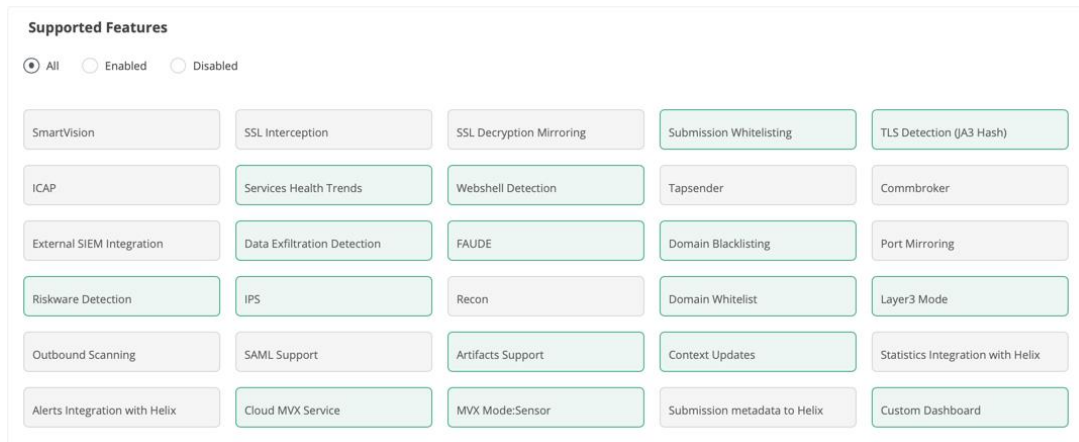 Supported Features
All Enabled Disabled
SmartVision SSL Interception SSL Decryption Mirroring Submission Whitelisting TLS Detection (JA3 Hash)
ICAP Services Health Trends Webshell Detection Tapsender Commbroker
External SIEM Integration Data Exfiltration Detection FAUDE Domain Blacklisting Port Mirroring
Riskware Detection IPS Recon Domain Whitelist Layer3 Mode
Outbound Scanning SAML Support Artifacts Support Context Updates Statistics Integration with Helix
Alerts Integration with Helix Cloud MVX Service MVX Mode:Sensor Submission metadata to Helix Custom Dashboard